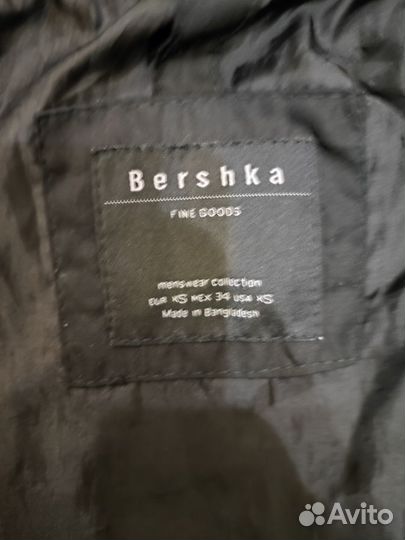 Bershka
FINE GOODS
menswear collection
EUR XS MEX 34 USA XS
Made in Bangladesh
Avito